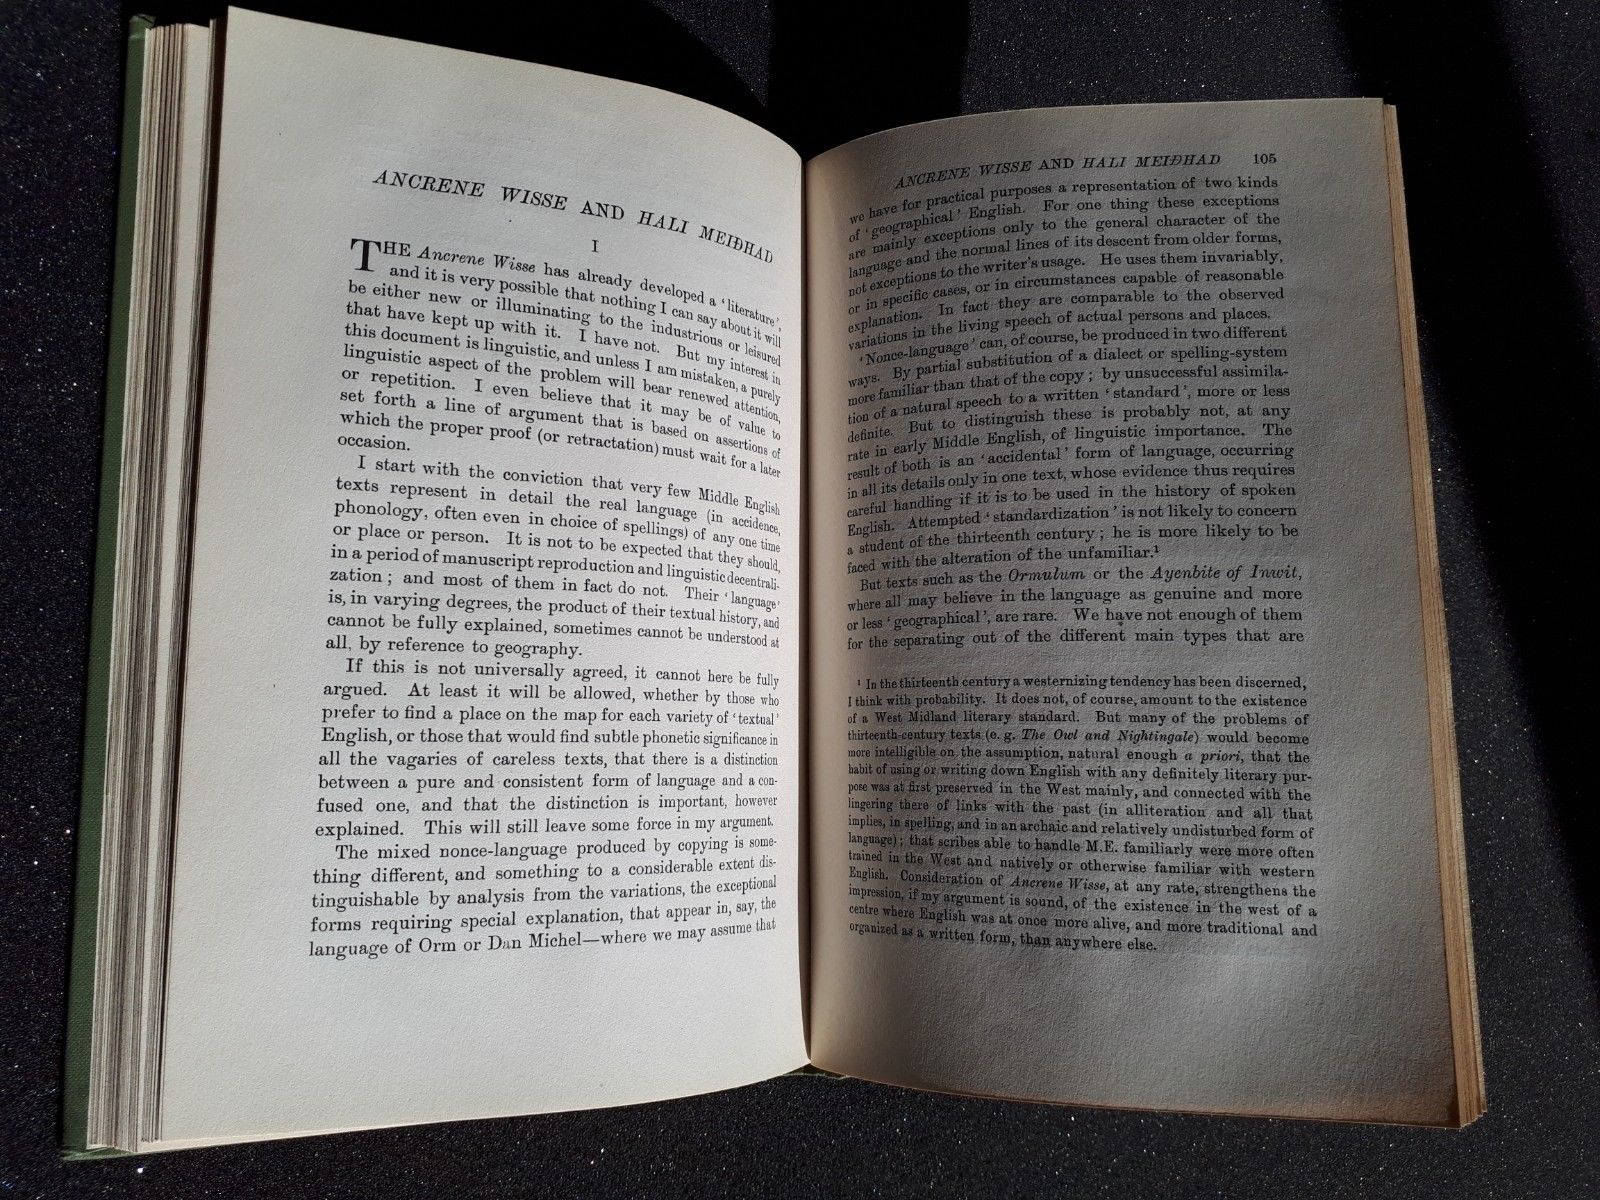 ANCRENE WISSE AND HALI MEIÐHAD
I
THE Ancrene Wisse has already developed a ‘literature’,
and it is very possible that nothing I can say about it will
be either new or illuminating to the industrious or leisured
that have kept up with it. I have not. But my interest in
this document is linguistic, and unless I am mistaken, a purely
linguistic aspect of the problem will bear renewed attention,
or repetition. I even believe that it may be of value to
set forth a line of argument that is based on assertions of
which the proper proof (or retractation) must wait for a later
occasion.
I start with the conviction that very few Middle English
texts represent in detail the real language (in accidence,
phonology, often even in choice of spellings) of any one time
or place or person. It is not to be expected that they should,
in a period of manuscript reproduction and linguistic decentrali-
zation ; and most of them in fact do not. Their ‘language’
is, in varying degrees, the product of their textual history, and
cannot be fully explained, sometimes cannot be understood at
all, by reference to geography.
If this is not universally agreed, it cannot here be fully
argued. At least it will be allowed, whether by those who
prefer to find a place on the map for each variety of ‘textual’
English, or those that would find subtle phonetic significance in
all the vagaries of careless texts, that there is a distinction
between a pure and consistent form of language and a con-
fused one, and that the distinction is important, however
explained. This will still leave some force in my argument.
The mixed nonce-language produced by copying is some-
thing different, and something to a considerable extent dis-
tinguishable by analysis from the variations, the exceptional
forms requiring special explanation, that appear in, say, the
language of Orm or Dan Michel—where we may assume that
ANCRENE WISSE AND HALI MEIÐHAD 105
we have for practical purposes a representation of two kinds
of ‘geographical’ English. For one thing these exceptions
are mainly exceptions only to the general character of the
language and the normal lines of its descent from older forms,
not exceptions to the writer's usage. He uses them invariably,
or in specific cases, or in circumstances capable of reasonable
explanation. In fact they are comparable to the observed
variations in the living speech of actual persons and places.
‘Nonce-language’ can, of course, be produced in two different
ways. By partial substitution of a dialect or spelling-system
more familiar than that of the copy ; by unsuccessful assimila-
tion of a natural speech to a written ‘standard’, more or less
definite. But to distinguish these is probably not, at any
rate in early Middle English, of linguistic importance. The
result of both is an ‘accidental’ form of language, occurring
in all its details only in one text, whose evidence thus requires
careful handling if it is to be used in the history of spoken
English. Attempted ‘standardization’ is not likely to concern
a student of the thirteenth century ; he is more likely to be
faced with the alteration of the unfamiliar.¹
But texts such as the Ormulum or the Ayenbite of Inwit,
where all may believe in the language as genuine and more
or less ‘geographical’, are rare. We have not enough of them
for the separating out of the different main types that are
¹ In the thirteenth century a westernizing tendency has been discerned,
I think with probability. It does not, of course, amount to the existence
of a West Midland literary standard. But many of the problems of
thirteenth-century texts (e. g. The Owl and Nightingale) would become
more intelligible on the assumption, natural enough a priori, that the
habit of using or writing down English with any definitely literary pur-
pose was at first preserved in the West mainly, and connected with the
lingering there of links with the past (in alliteration and all that
implies, in spelling, and in an archaic and relatively undisturbed form of
language) ; that scribes able to handle M.E. familiarly were more often
trained in the West and natively or otherwise familiar with western
English. Consideration of Ancrene Wisse, at any rate, strengthens the
impression, if my argument is sound, of the existence in the west of a
centre where English was at once more alive, and more traditional and
organized as a written form, than anywhere else.